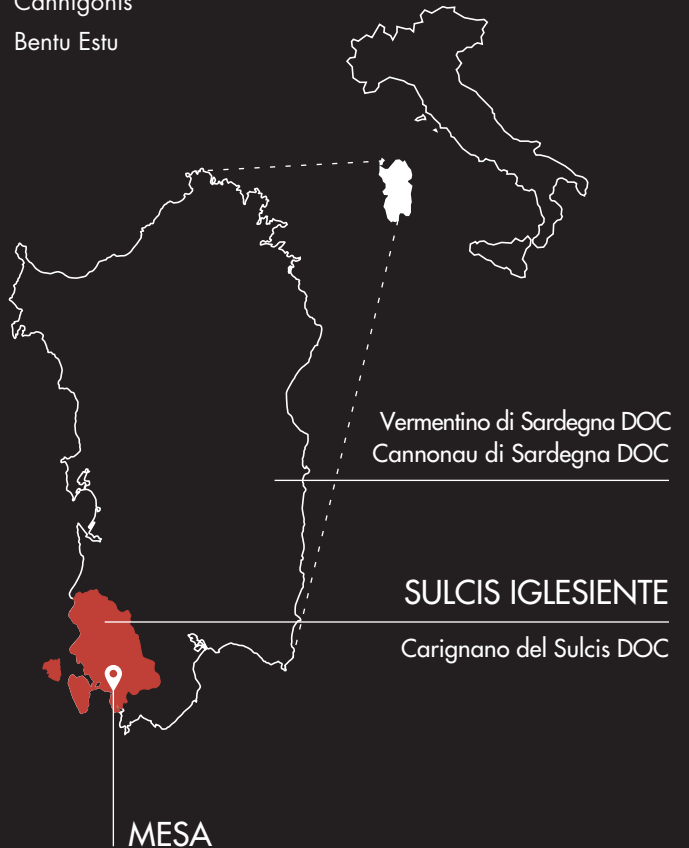 Cannigonis
Bentu Estu
Vermentino di Sardegna DOC
Cannonau di Sardegna DOC
SULCIS IGLESIENTE
Carignano del Sulcis DOC
MESA